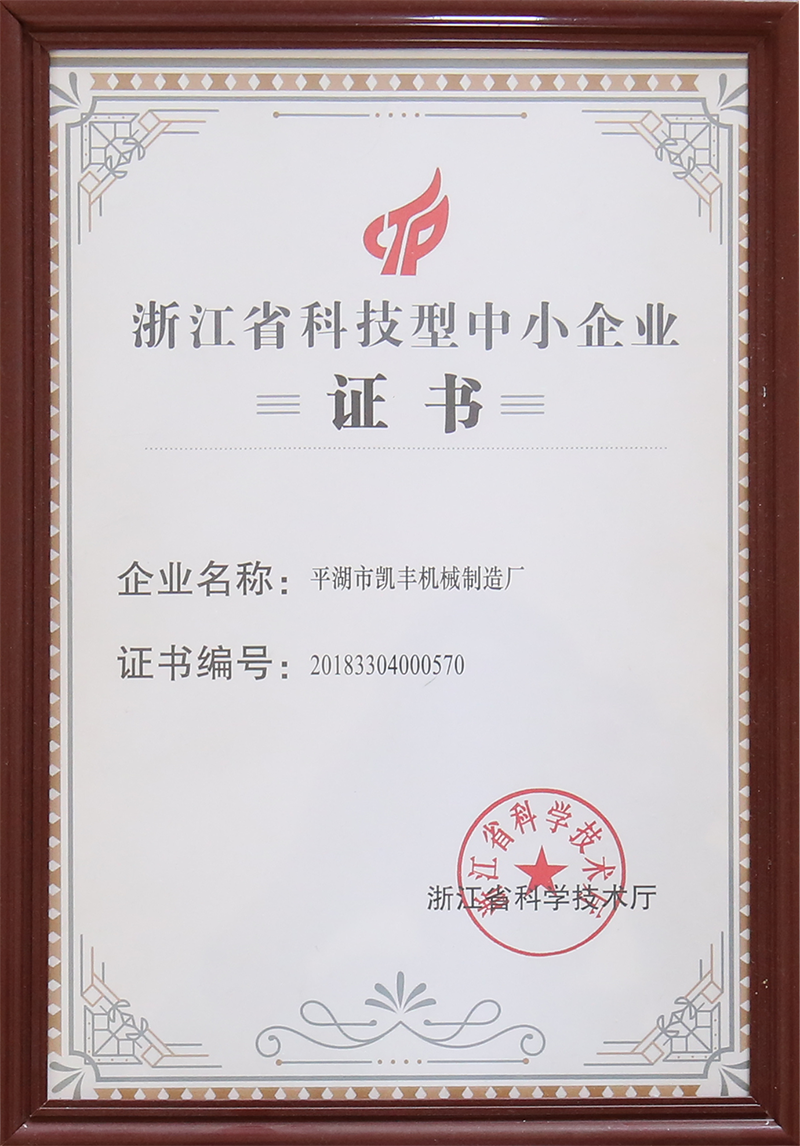 CTP
浙江省科技型中小企业
证书
企业名称：平湖市凯丰机械制造厂
证书编号：20183304000570
浙江省科学技术厅
浙江省科学技术厅